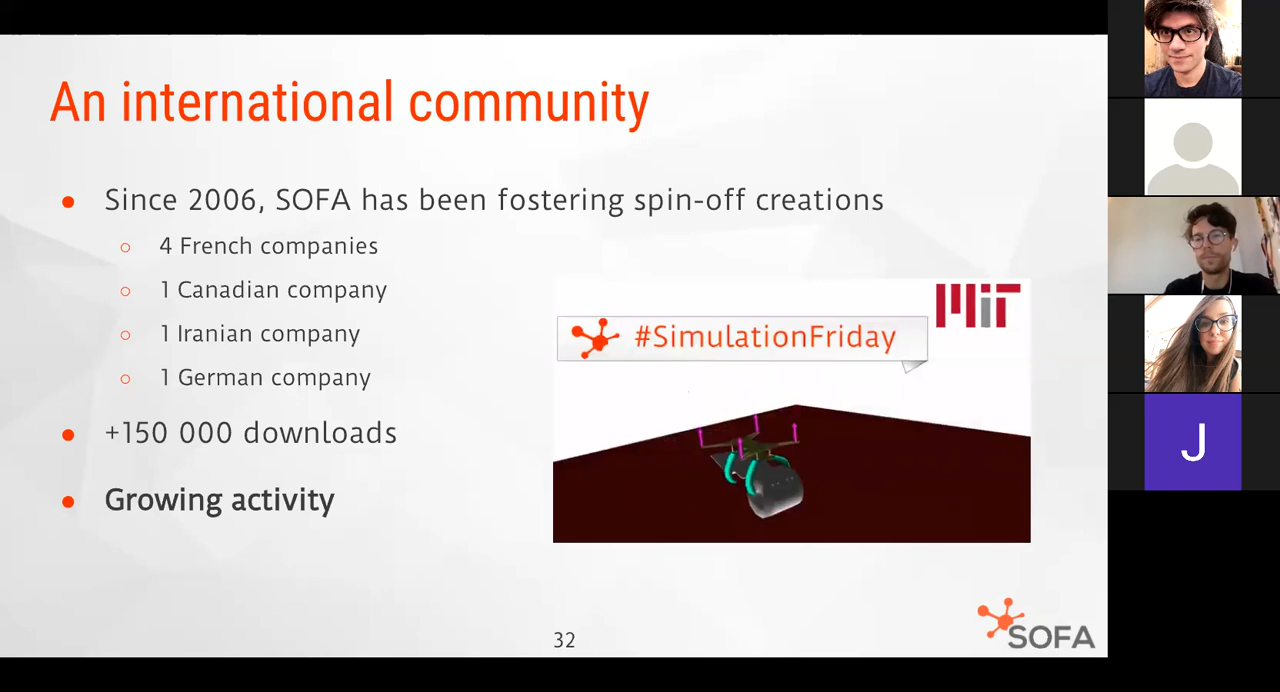 An international community
Since 2006, SOFA has been fostering spin-off creations
4 French companies
1 Canadian company
1 Iranian company
1 German company
+150 000 downloads
Growing activity
MIT
#SimulationFriday
32
SOFA
J